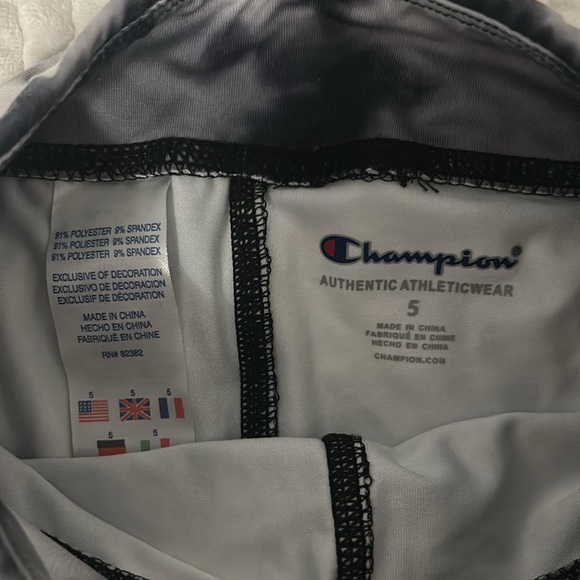 91% POLYESTER 9% SPANDEX
91% POLIESTER 9% SPANDEX
91% POLYESTER 9% SPANDEX
EXCLUSIVE OF DECORATION
EXCLUSIVO DE DECORACION
EXCLUSIF DE DÉCORATION
MADE IN CHINA
HECHO EN CHINA
FABRIQUÉ EN CHINE
RN# 82382
5 5 5
5 5
Champion®
AUTHENTIC ATHLETICWEAR
5
MADE IN CHINA
FABRIQUÉ EN CHINE
HECHO EN CHINA
CHAMPION.COM